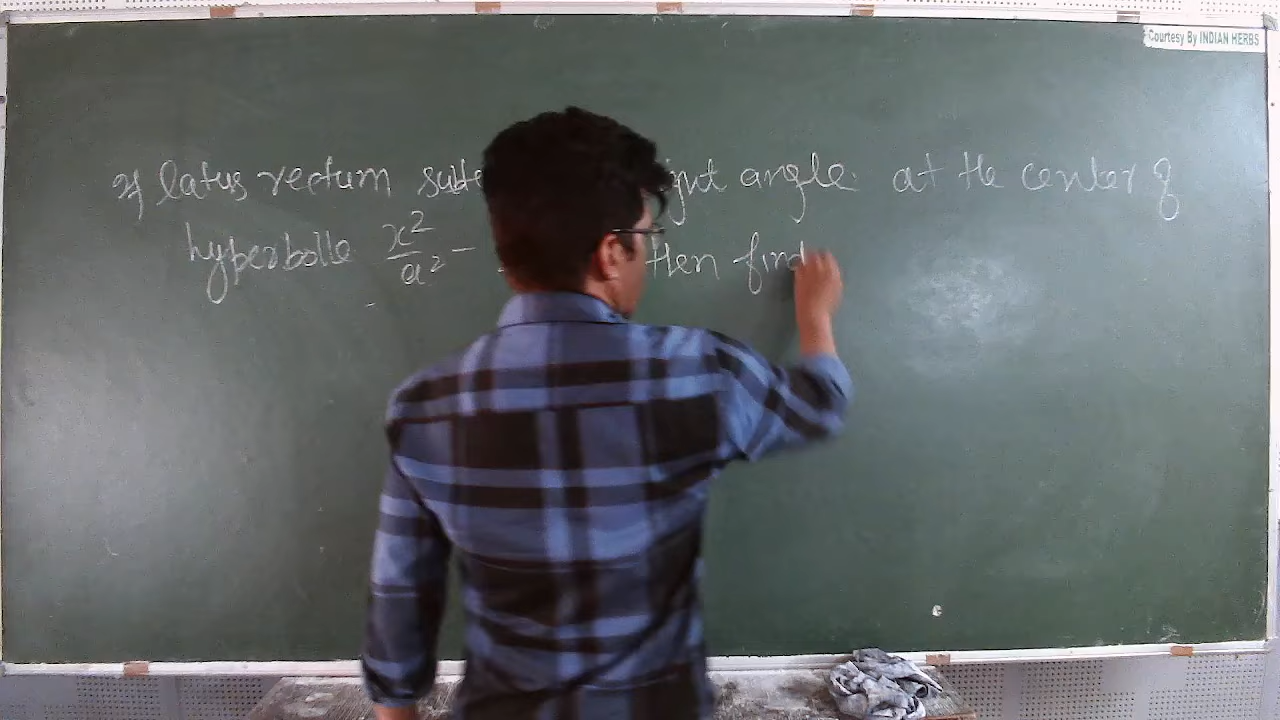 Courtesy By INDIAN HERBS
If latus rectum subte ght angle at the center of
hyperbolle x²/a² - then find